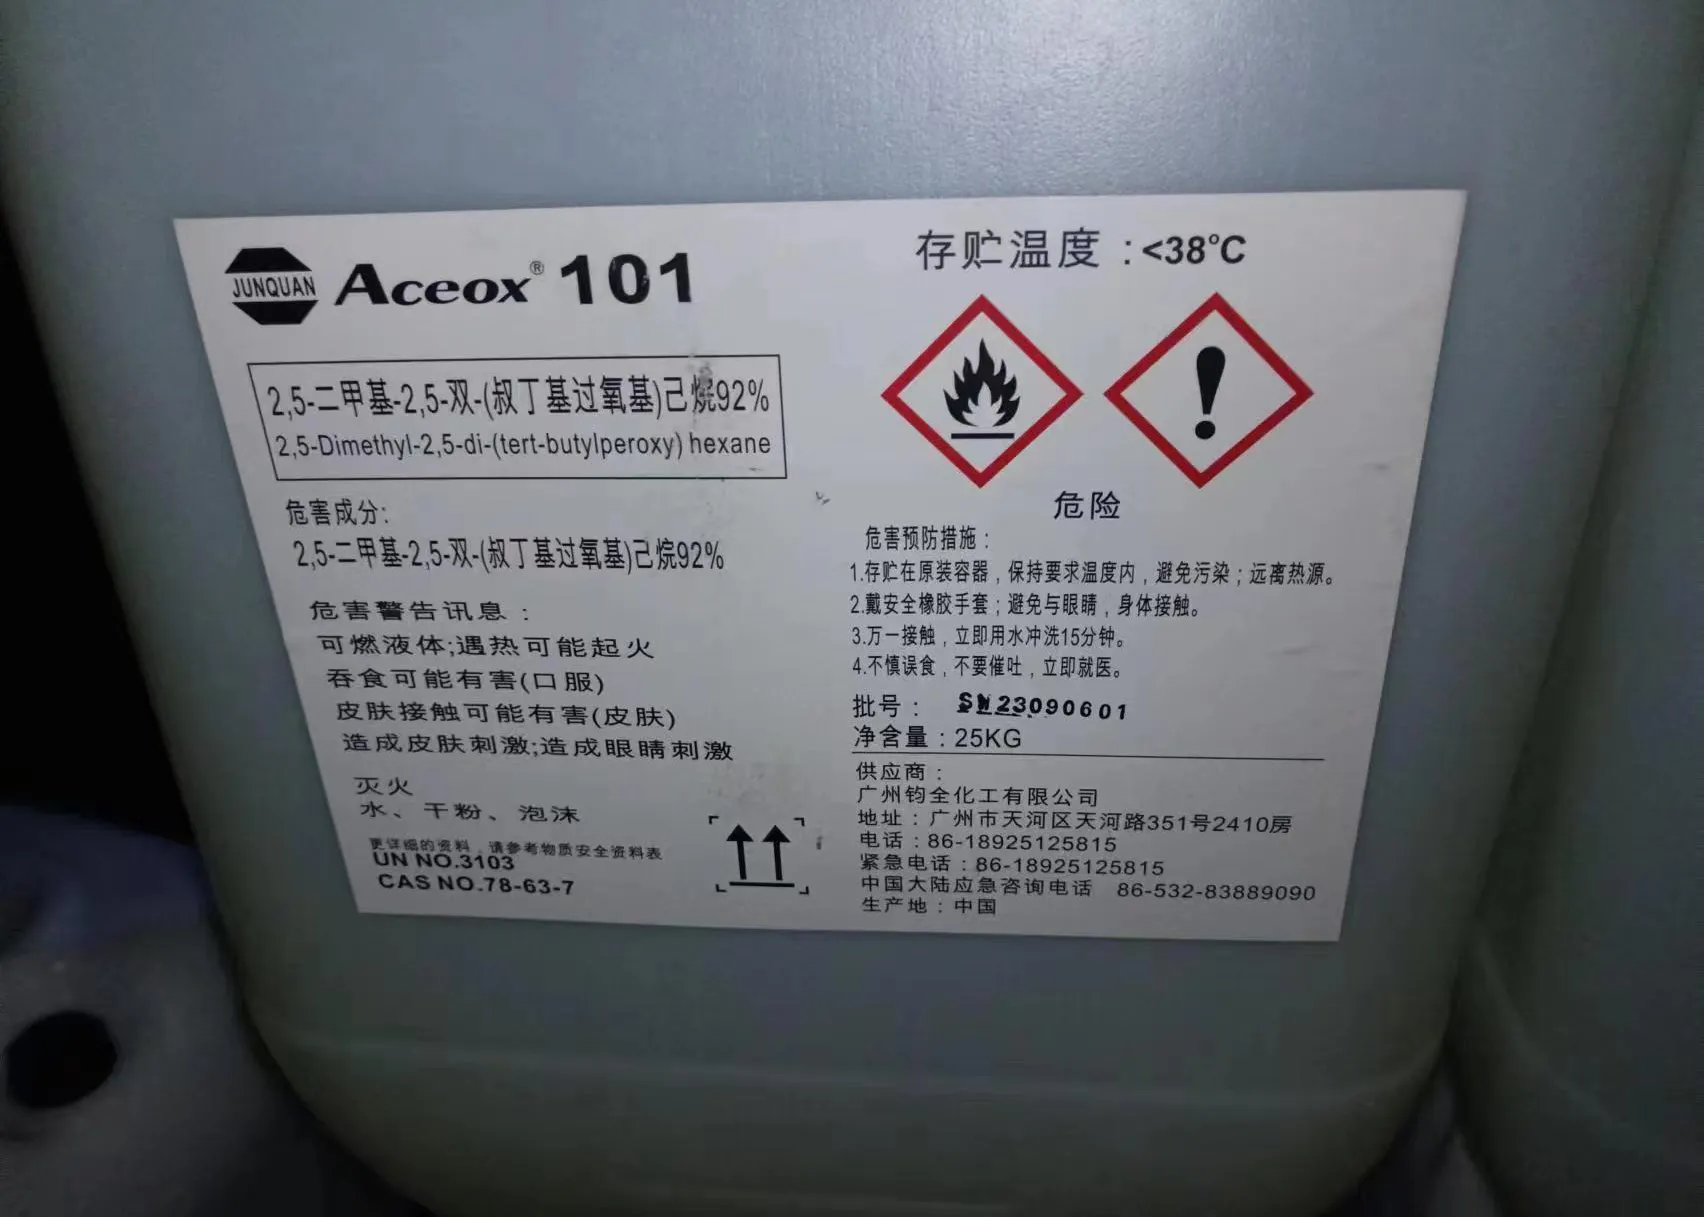 JUNQUAN Aceox® 101
2,5-二甲基-2,5-双-(叔丁基过氧基)己烷92%
2,5-Dimethyl-2,5-di-(tert-butylperoxy) hexane
危害成分:
2,5-二甲基-2,5-双-(叔丁基过氧基)己烷92%
危害警告讯息：
可燃液体;遇热可能起火
吞食可能有害(口服)
皮肤接触可能有害(皮肤)
造成皮肤刺激;造成眼睛刺激
灭火
水、干粉、泡沫
更详细的资料，请参考物质安全资料表
UN NO.3103
CAS NO.78-63-7
存贮温度：<38℃
危险
危害预防措施：
1.存贮在原装容器，保持要求温度内，避免污染；远离热源。
2.戴安全橡胶手套；避免与眼睛，身体接触。
3.万一接触，立即用水冲洗15分钟。
4.不慎误食，不要催吐，立即就医。
批号： SN23090601
净含量：25KG
供应商：
广州钧全化工有限公司
地址：广州市天河区天河路351号2410房
电话：86-18925125815
紧急电话：86-18925125815
中国大陆应急咨询电话 86-532-83889090
生产地：中国